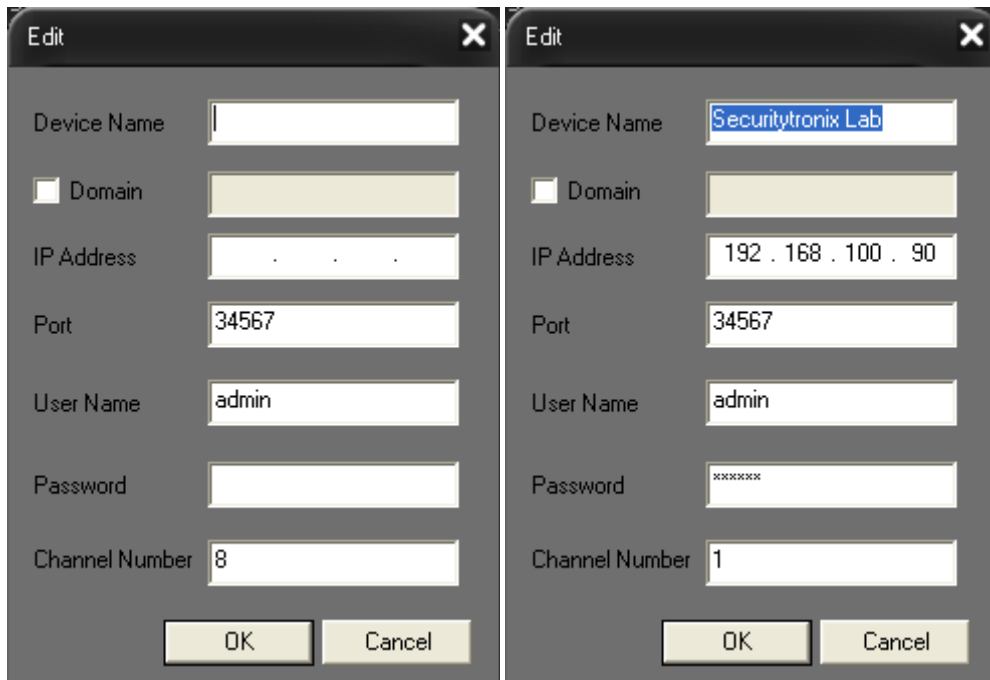 Edit
Device Name
Domain
IP Address . . .
Port 34567
User Name admin
Password
Channel Number 8
OK Cancel
Edit
Device Name Securitytronix Lab
Domain
IP Address 192 . 168 . 100 . 90
Port 34567
User Name admin
Password ××××××
Channel Number 1
OK Cancel